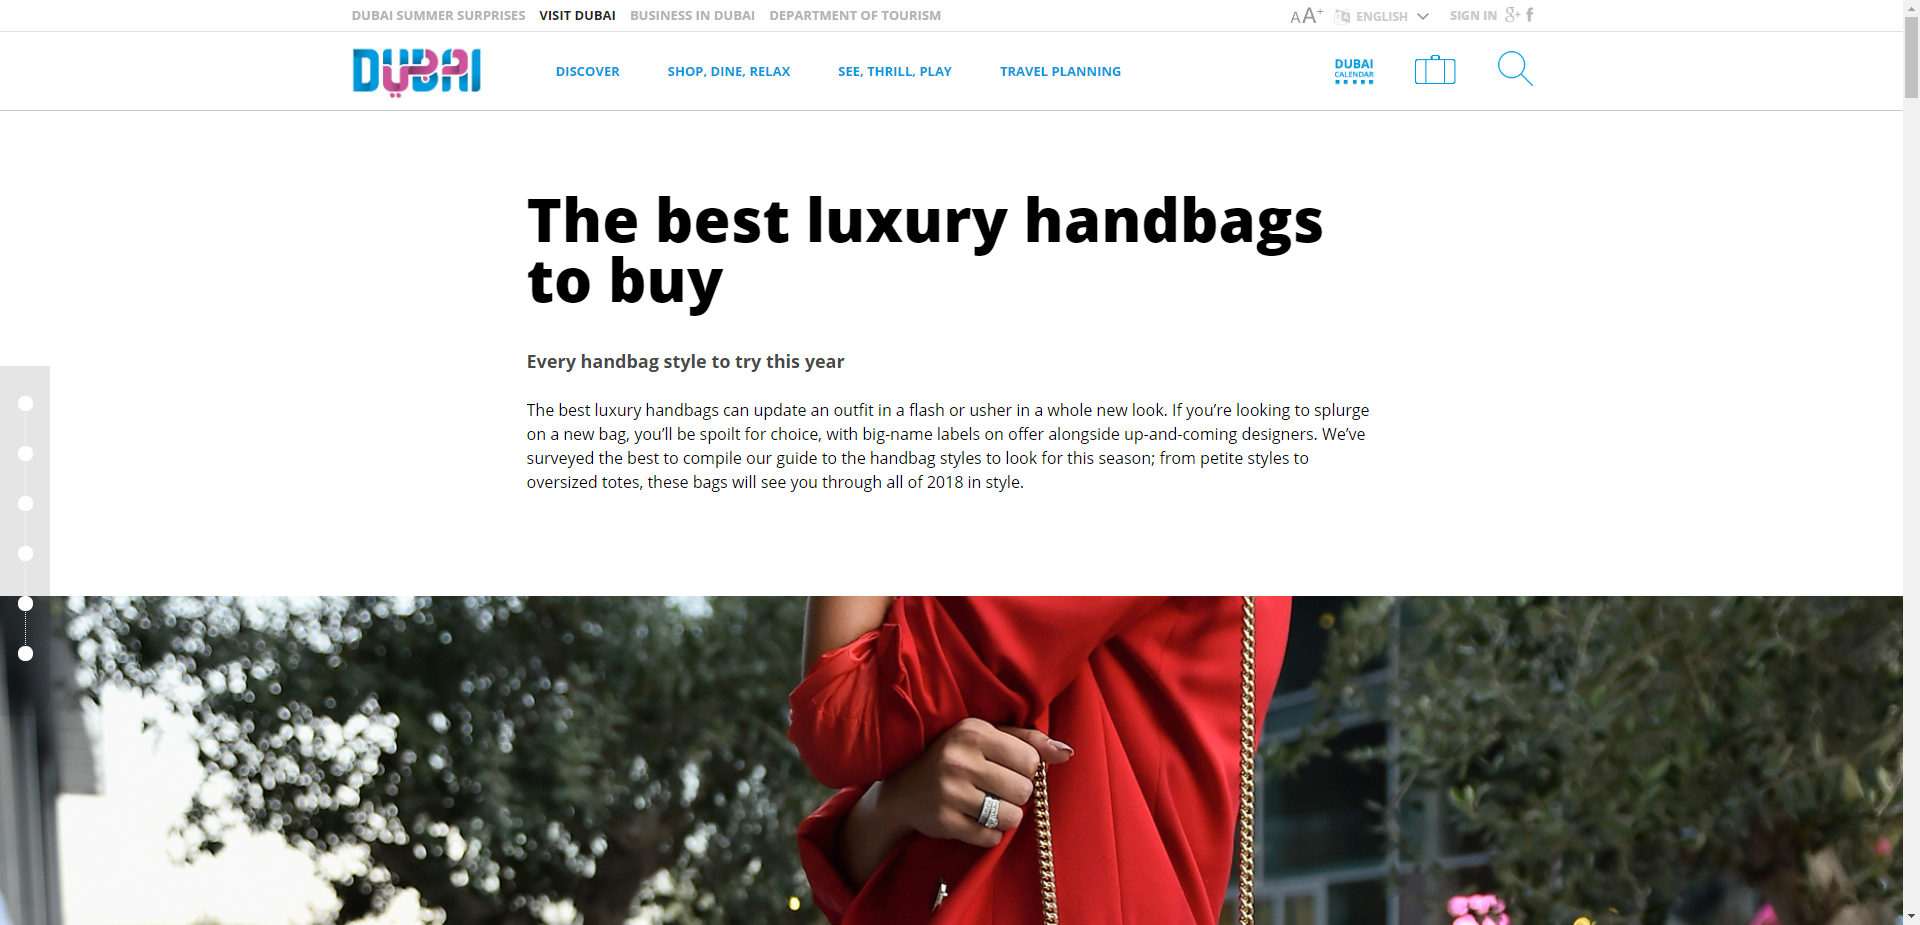 DUBAI SUMMER SURPRISES VISIT DUBAI BUSINESS IN DUBAI DEPARTMENT OF TOURISM AA+ ENGLISH SIGN IN g+ f
DUBAI DISCOVER SHOP, DINE, RELAX SEE, THRILL, PLAY TRAVEL PLANNING DUBAI
CALENDAR
The best luxury handbags
to buy
Every handbag style to try this year
The best luxury handbags can update an outfit in a flash or usher in a whole new look. If you’re looking to splurge
on a new bag, you’ll be spoilt for choice, with big-name labels on offer alongside up-and-coming designers. We’ve
surveyed the best to compile our guide to the handbag styles to look for this season; from petite styles to
oversized totes, these bags will see you through all of 2018 in style.